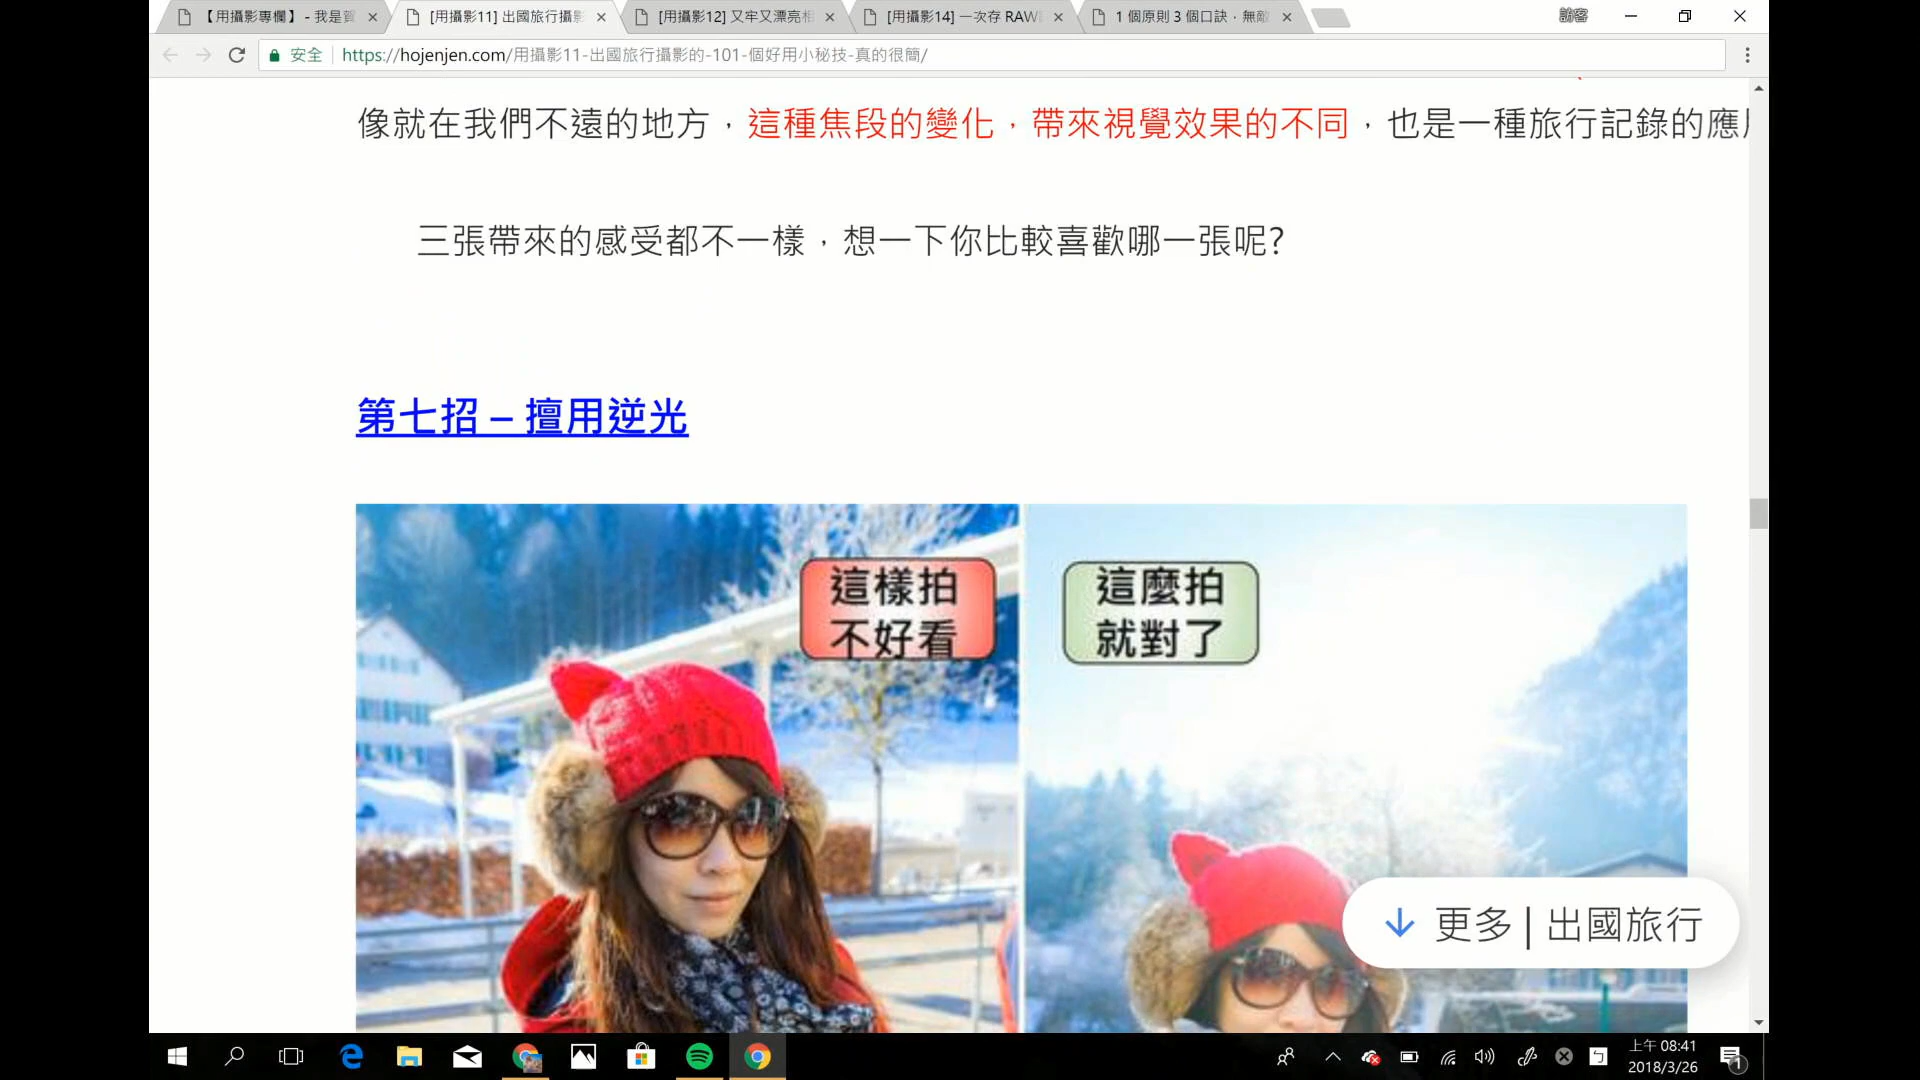 【用攝影專欄】 - 我是賀
[用攝影11] 出國旅行攝影
[用攝影12] 又牢又漂亮相
[用攝影14] 一次存 RAW
1 個原則 3 個口訣，無敵
訪客
安全
https://hojenjen.com/用攝影11-出國旅行攝影的-101-個好用小秘技-真的很簡/
像就在我們不遠的地方，這種焦段的變化，帶來視覺效果的不同，也是一種旅行記錄的應
三張帶來的感受都不一樣，想一下你比較喜歡哪一張呢?
第七招 – 擅用逆光
這樣拍
不好看
這麼拍
就對了
更多 | 出國旅行
上午 08:41
2018/3/26
1